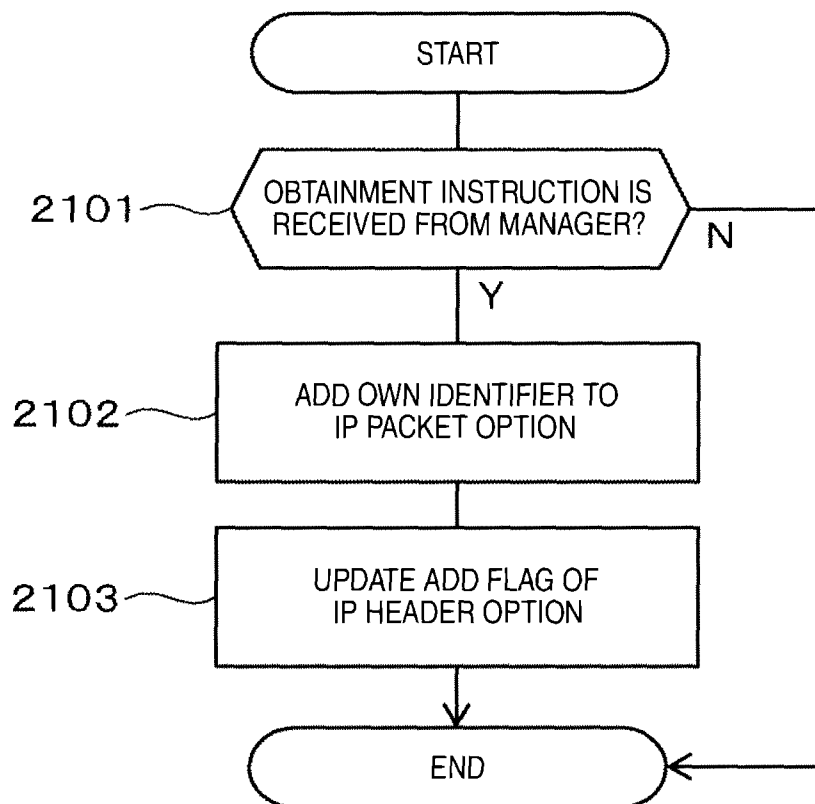 START
2101
OBTAINMENT INSTRUCTION IS
RECEIVED FROM MANAGER?
N
Y
2102
ADD OWN IDENTIFIER TO
IP PACKET OPTION
2103
UPDATE ADD FLAG OF
IP HEADER OPTION
END